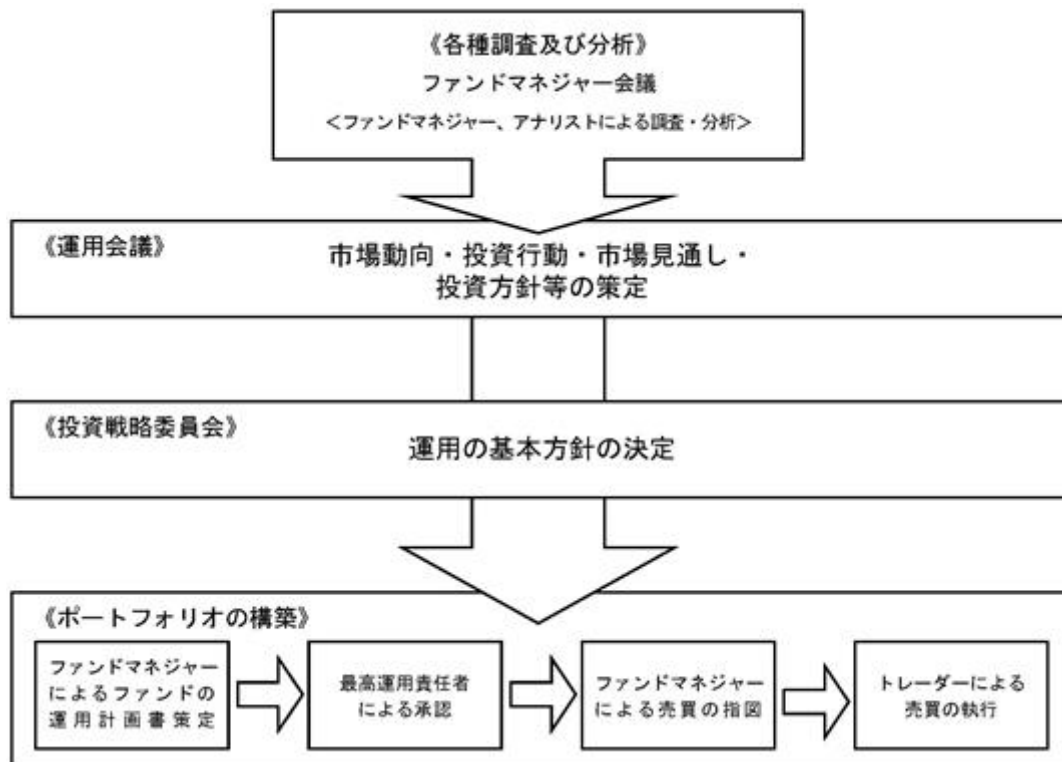 《各種調査及び分析》
ファンドマネジャー会議
＜ファンドマネジャー、アナリストによる調査・分析＞
《運用会議》
市場動向・投資行動・市場見通し・
投資方針等の策定
《投資戦略委員会》
運用の基本方針の決定
《ポートフォリオの構築》
ファンドマネジャー
によるファンドの
運用計画書策定
最高運用責任者
による承認
ファンドマネジャー
による売買の指図
トレーダーによる
売買の執行